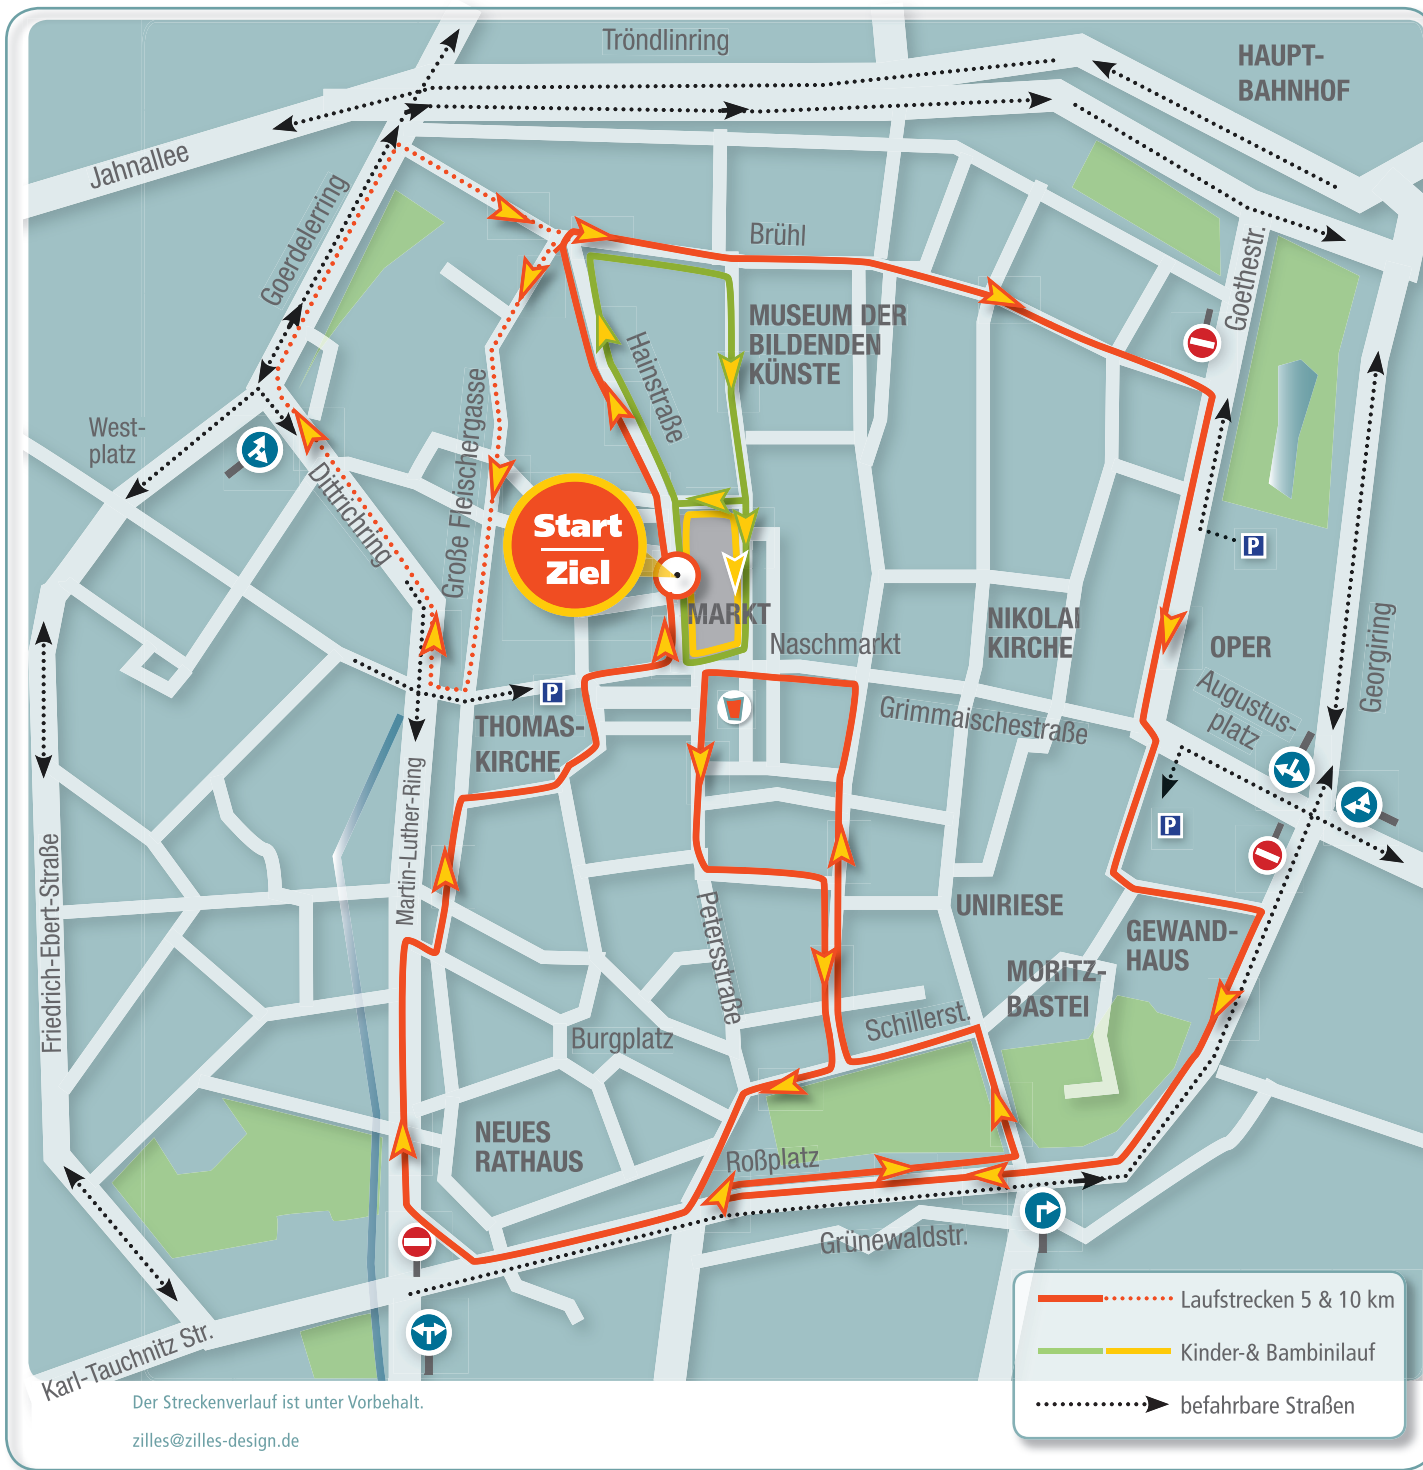 Tröndlinring
HAUPT-
BAHNHOF
Jahnallee
Goerdelerring
Brühl
Goethestr.
MUSEUM DER
BILDENDEN
KÜNSTE
Hainstraße
West-
platz
Große Fleischergasse
Dittrichring
Start
Ziel
P
MARKT
Naschmarkt
NIKOLAI
KIRCHE
OPER
Augustus-
platz
Georgiring
P
THOMAS-
KIRCHE
Grimmaischestraße
Martin-Luther-Ring
P
Friedrich-Ebert-Straße
Petersstraße
UNIRIESE
GEWAND-
HAUS
MORITZ-
BASTEI
Schillerst.
Burgplatz
NEUES
RATHAUS
Roßplatz
Grünewaldstr.
Karl-Tauchnitz Str.
Laufstrecken 5 & 10 km
Kinder-& Bambinilauf
befahrbare Straßen
Der Streckenverlauf ist unter Vorbehalt.
zilles@zilles-design.de